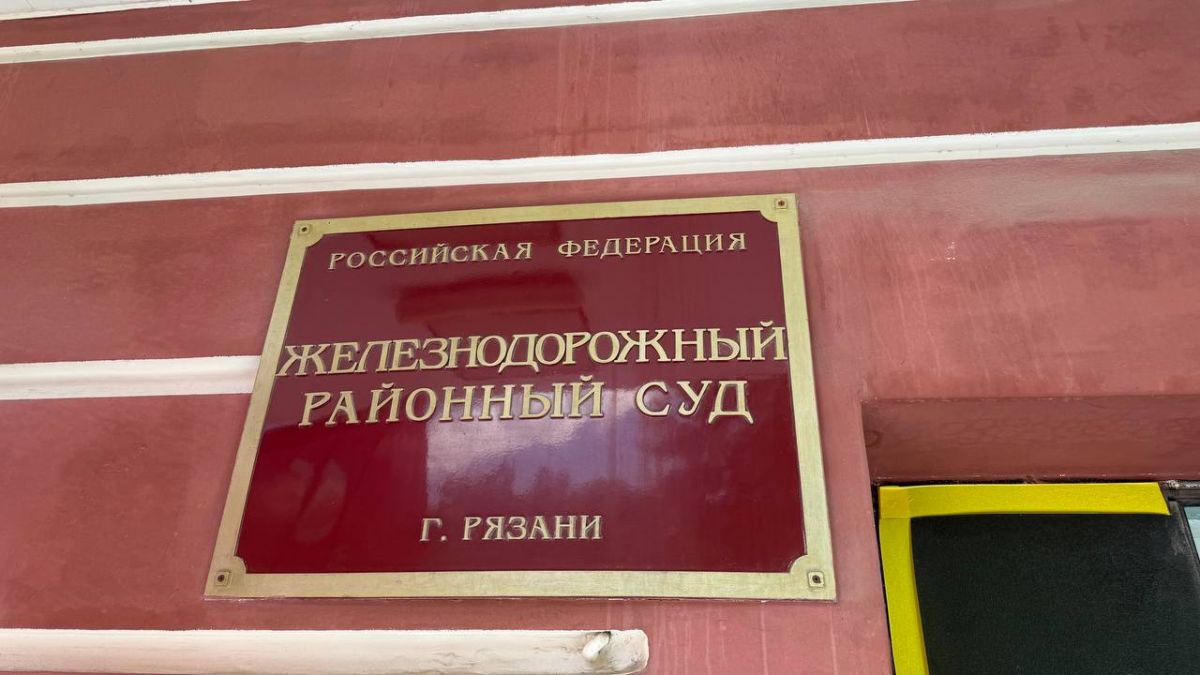 РОССИЙСКАЯ ФЕДЕРАЦИЯ
ЖЕЛЕЗНОДОРОЖНЫЙ
РАЙОННЫЙ СУД
Г. РЯЗАНИ